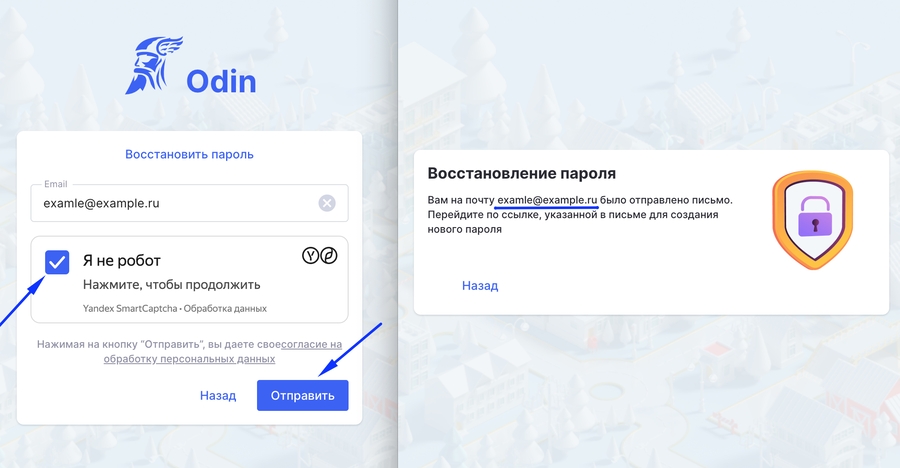 Odin
Восстановить пароль
Email
examle@example.ru
Я не робот
Нажмите, чтобы продолжить
Yandex SmartCaptcha • Обработка данных
Нажимая на кнопку "Отправить", вы даете своесогласие на
обработку персональных данных
Назад
Отправить
Восстановление пароля
Вам на почту examle@example.ru было отправлено письмо.
Перейдите по ссылке, указанной в письме для создания
нового пароля
Назад